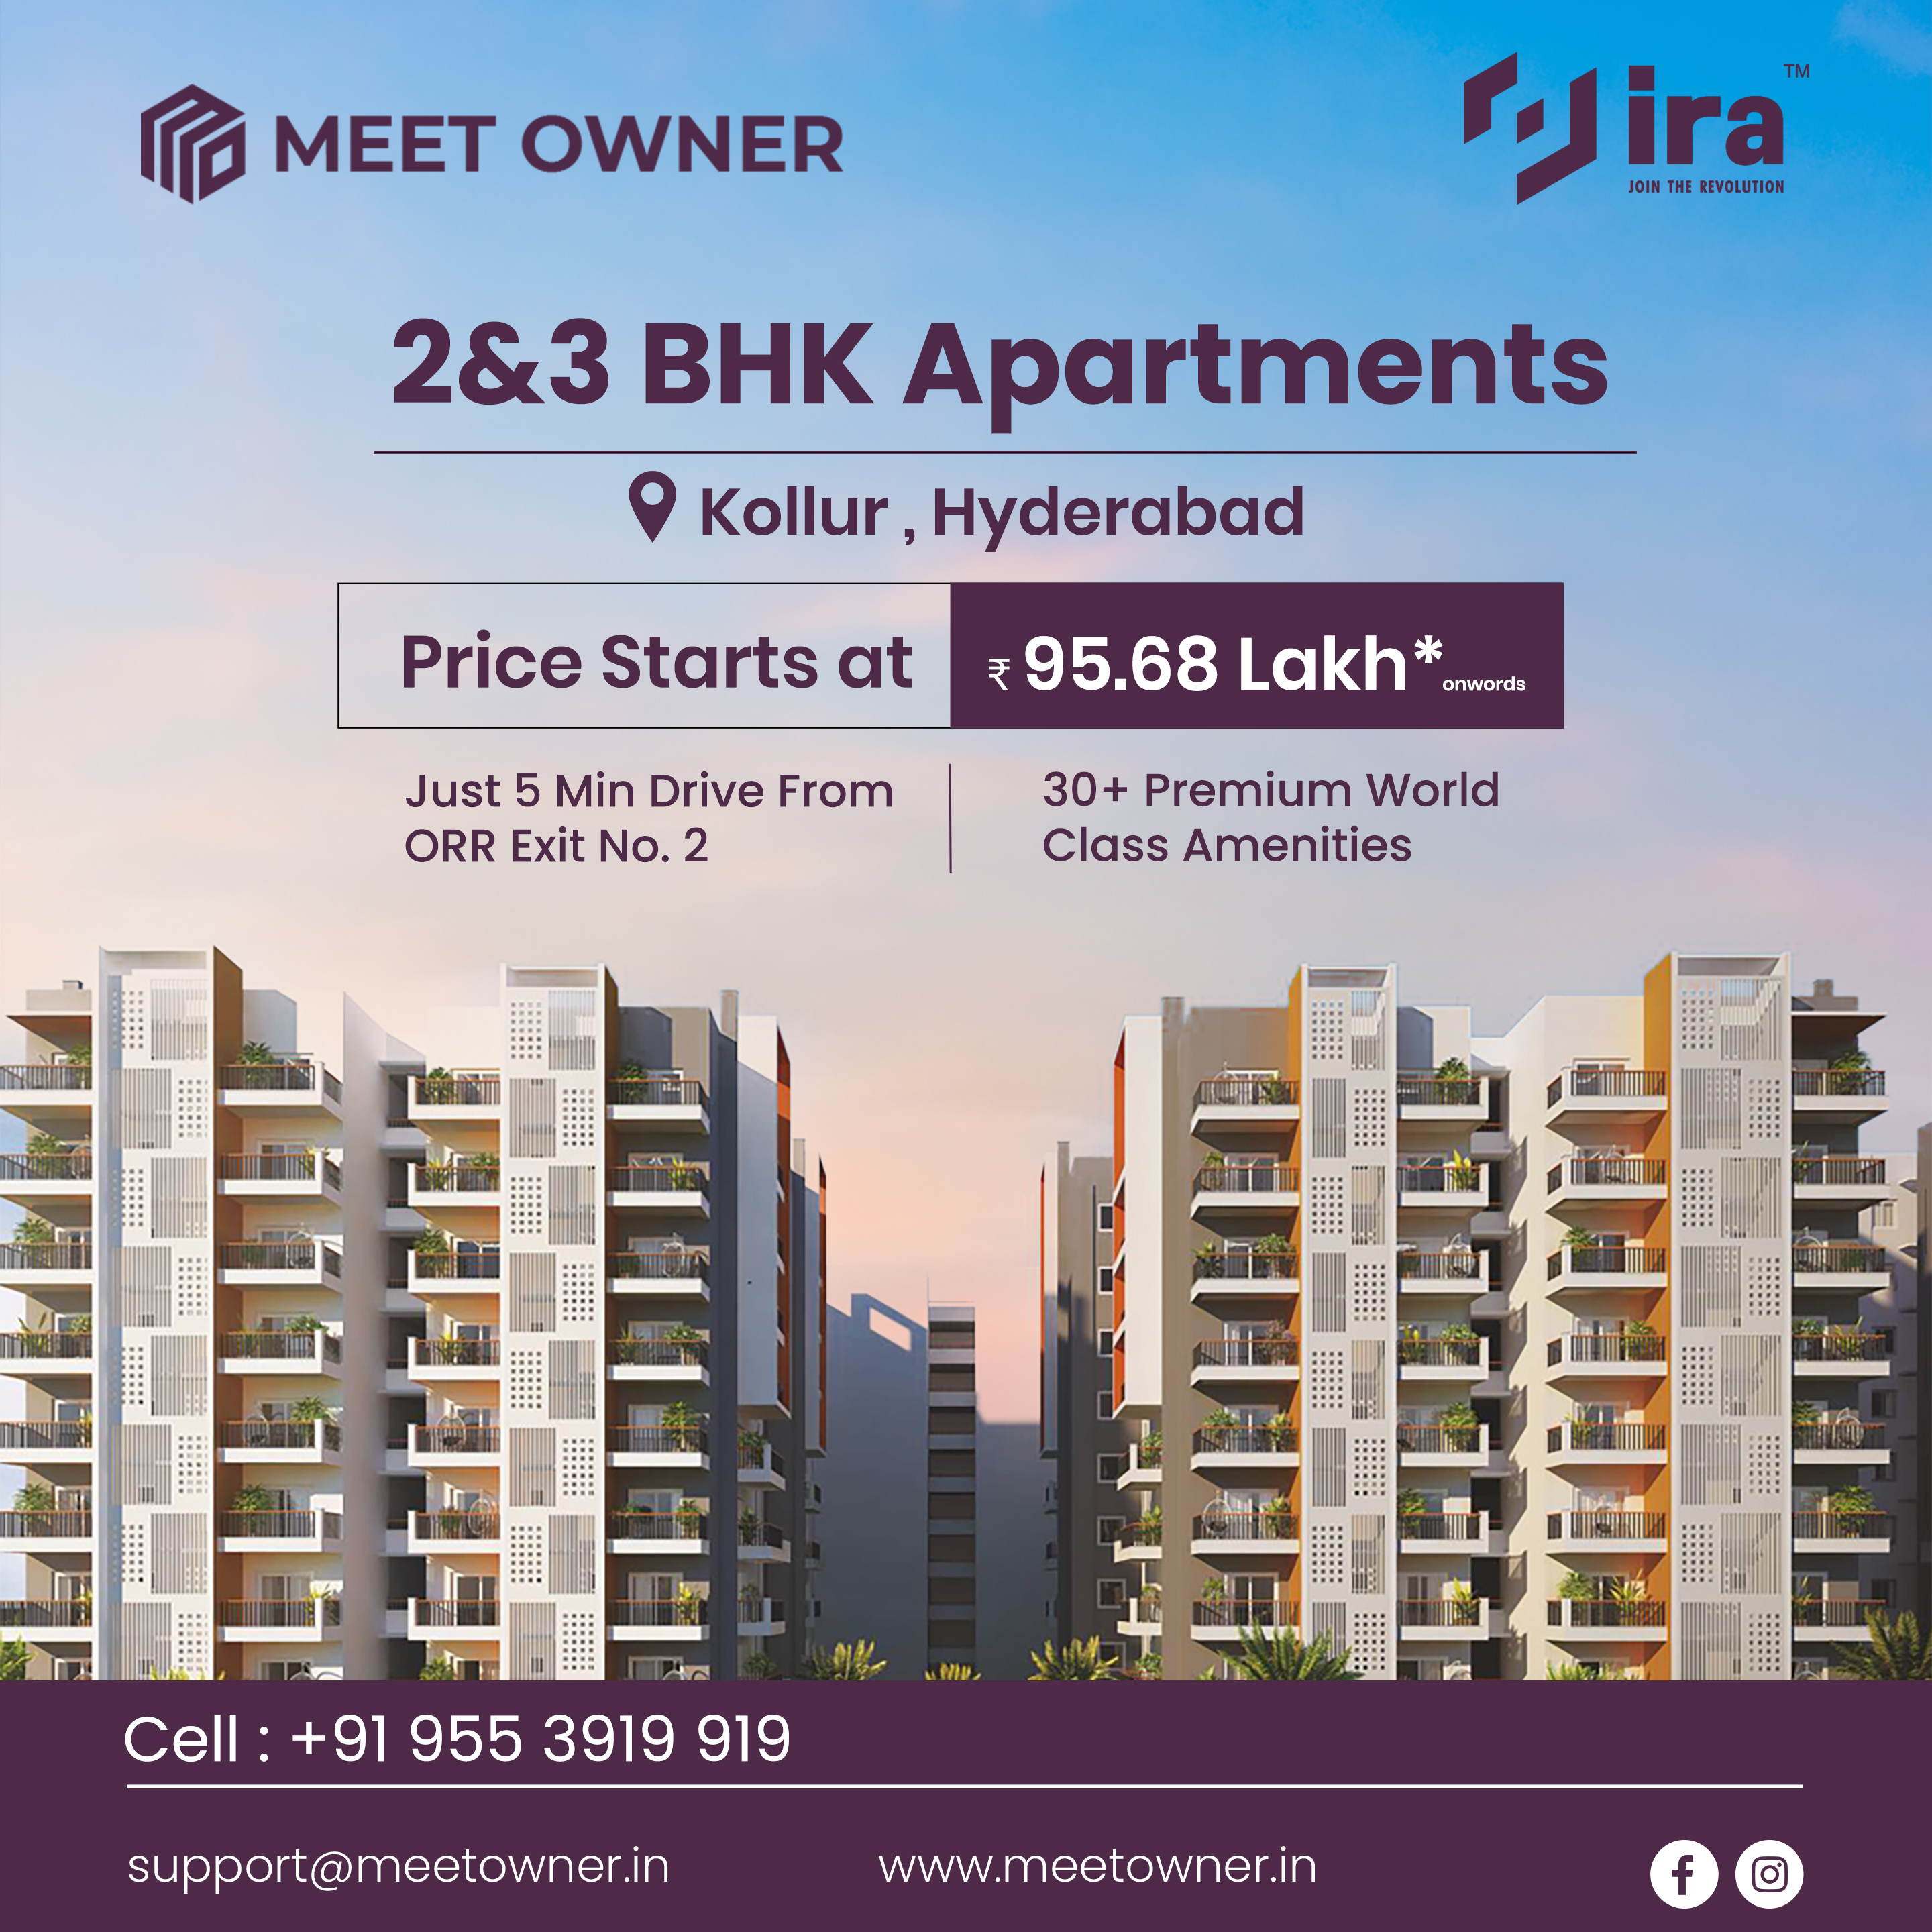 MEET OWNER
ira
TM
JOIN THE REVOLUTION
2&3 BHK Apartments
Kollur , Hyderabad
Price Starts at
₹ 95.68 Lakh* onwords
Just 5 Min Drive From
ORR Exit No. 2
30+ Premium World
Class Amenities
Cell : +91 955 3919 919
support@meetowner.in
www.meetowner.in